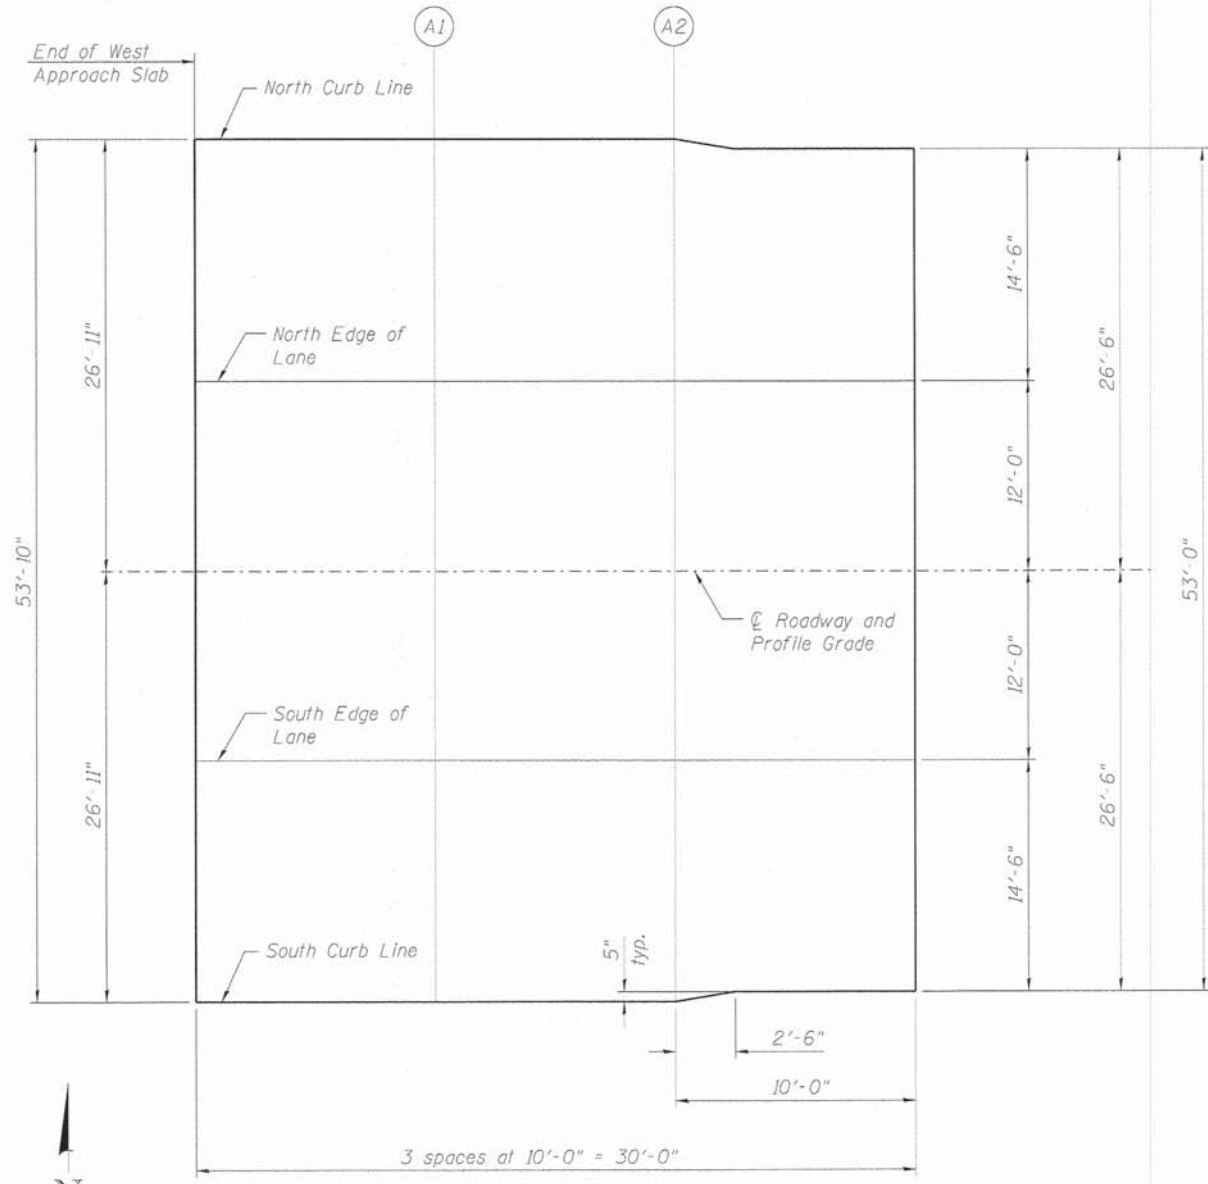 A1
A2
End of West
Approach Slab
North Curb Line
26'-11"
14'-6"
26'-6"
North Edge of
Lane
12'-0"
53'-10"
53'-0"
℄ Roadway and
Profile Grade
12'-0"
South Edge of
Lane
26'-11"
26'-6"
14'-6"
South Curb Line
5"
typ.
2'-6"
10'-0"
3 spaces at 10'-0" = 30'-0"
N